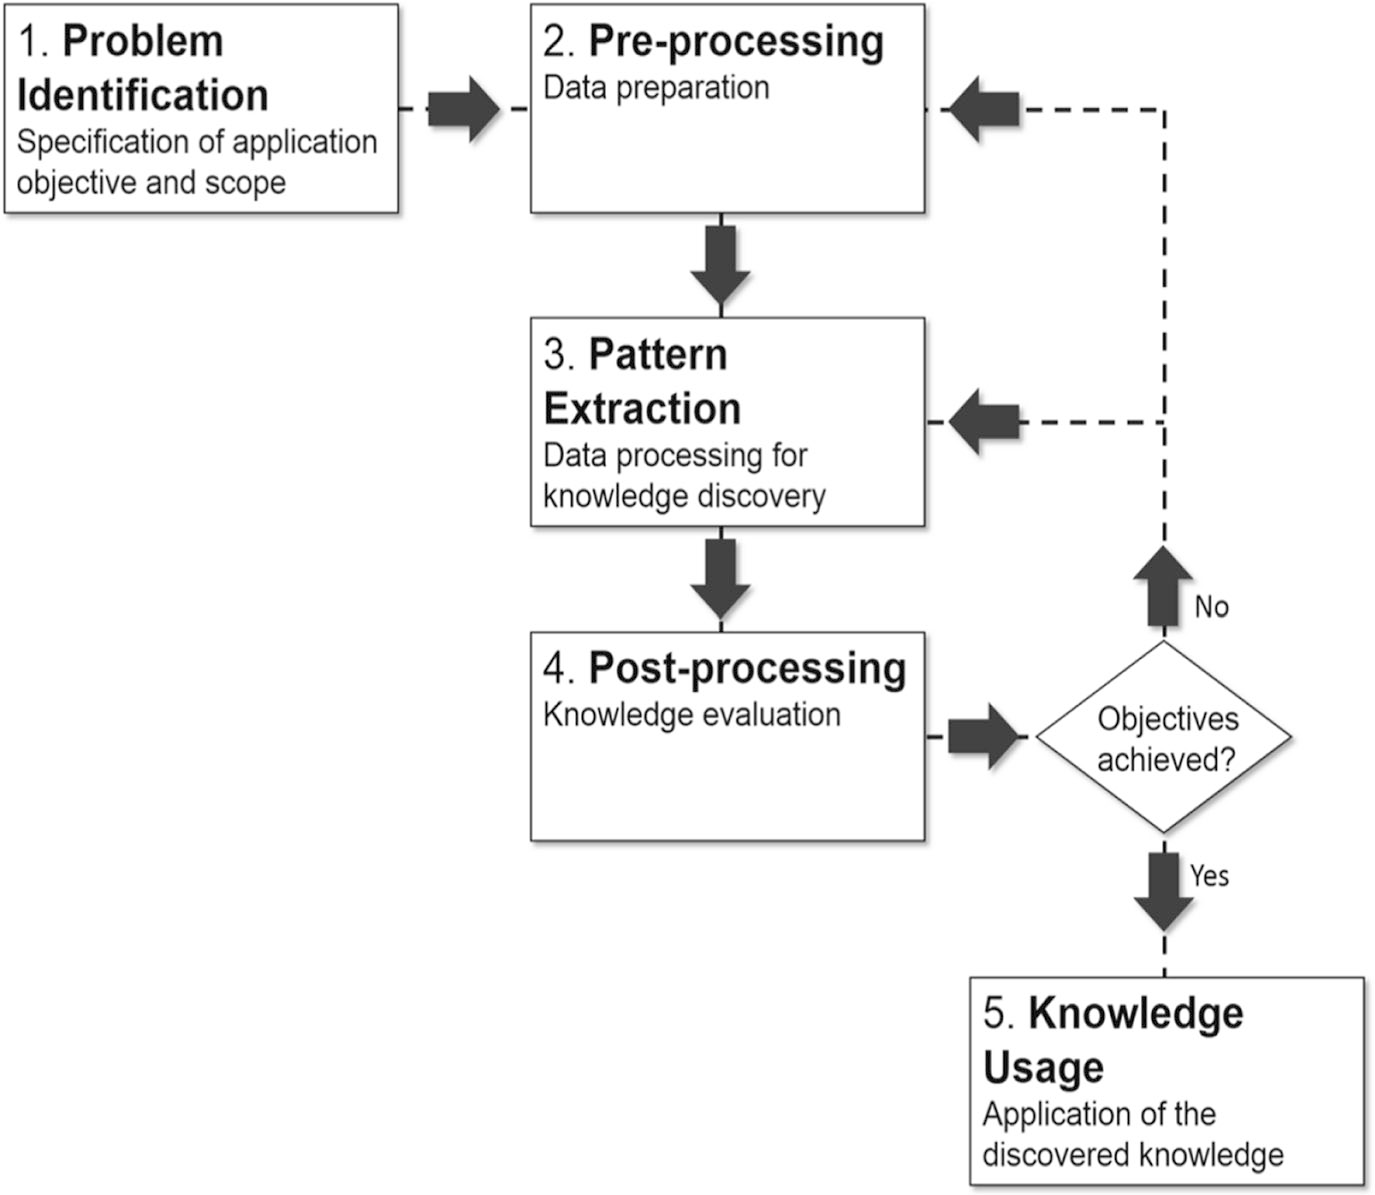 1. Problem
Identification
Specification of application
objective and scope
2. Pre-processing
Data preparation
3. Pattern
Extraction
Data processing for
knowledge discovery
4. Post-processing
Knowledge evaluation
No
Objectives
achieved?
Yes
5. Knowledge
Usage
Application of the
discovered knowledge